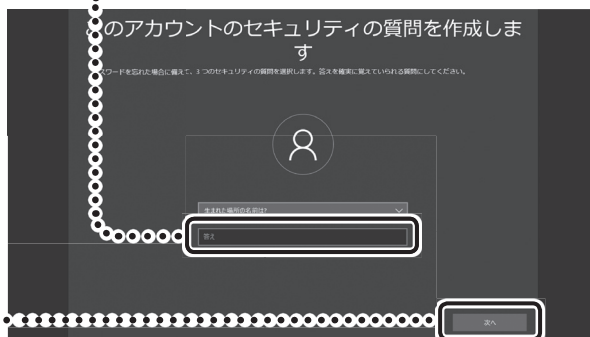 このアカウントのセキュリティの質問を作成しま
す
スワードを忘れた場合に備えて、3 つのセキュリティの質問を選択します。答えを確実に覚えていられる質問にしてください。
生まれた場所の名前は?
答え
次へ